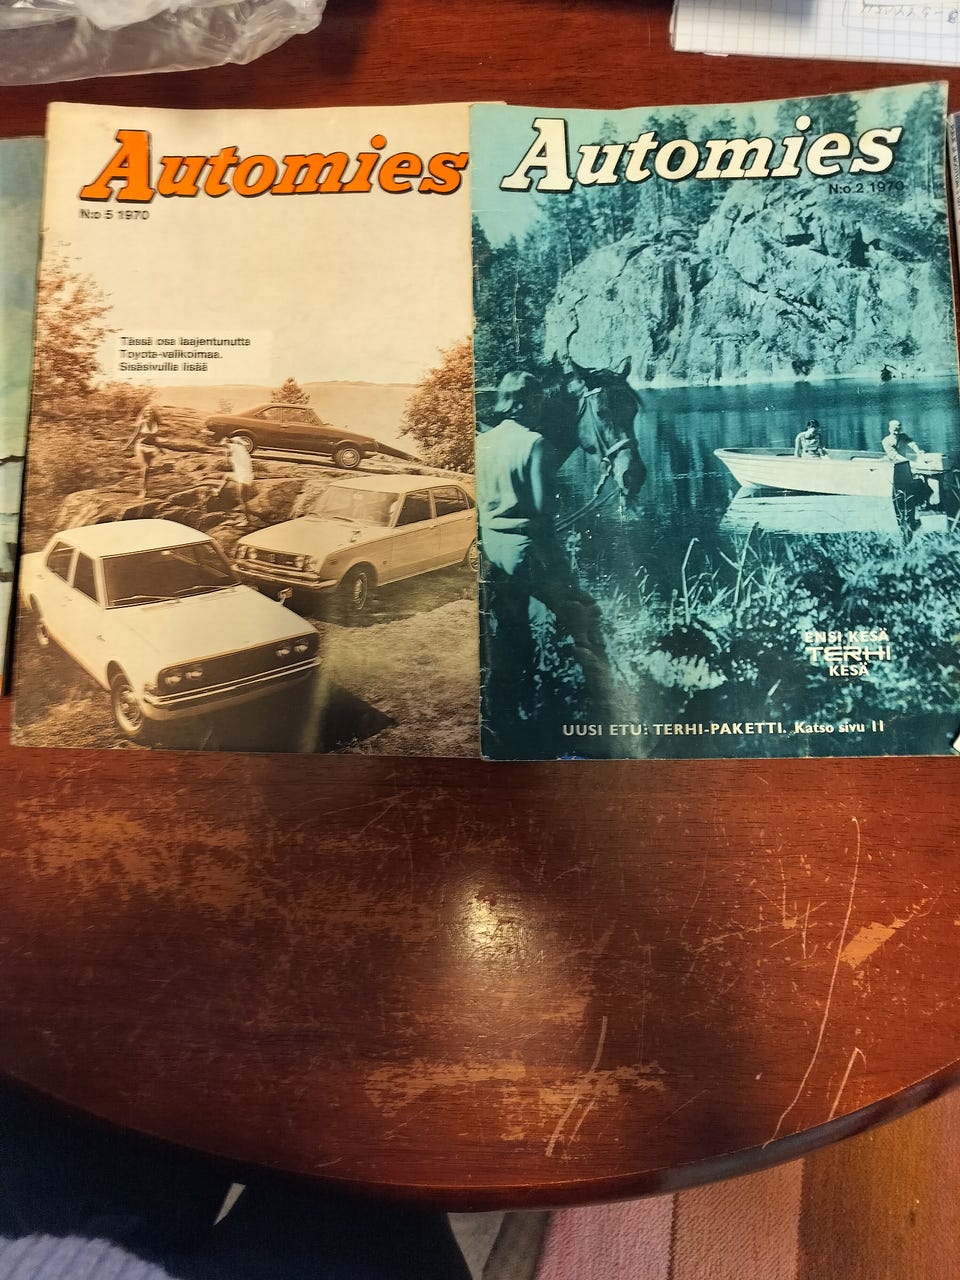 Automies
N:o 5 1970
Tässä osa laajentunutta
Toyota-valikoimaa.
Sisäsivuilla lisää
Automies
N:o 2 1970
ENSI KESÄ
TERHI
KESÄ
UUSI ETU: TERHI-PAKETTI. Katso sivu 11